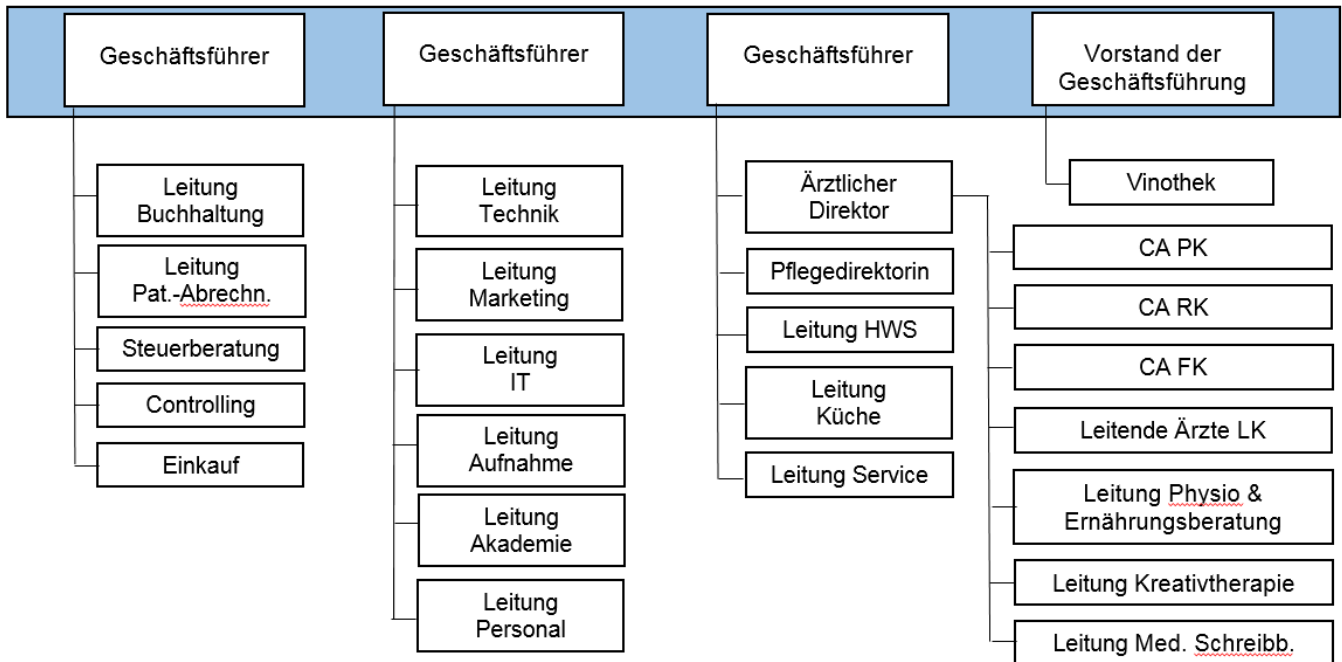 Geschäftsführer
Leitung
Buchhaltung
Leitung
Pat.-Abrechn.
Steuerberatung
Controlling
Einkauf
Geschäftsführer
Leitung
Technik
Leitung
Marketing
Leitung
IT
Leitung
Aufnahme
Leitung
Akademie
Leitung
Personal
Geschäftsführer
Ärztlicher
Direktor
Pflegedirektorin
Leitung HWS
Leitung
Küche
Leitung Service
Vorstand der
Geschäftsführung
Vinothek
CA PK
CA RK
CA FK
Leitende Ärzte LK
Leitung Physio &
Ernährungsberatung
Leitung Kreativtherapie
Leitung Med. Schreibb.